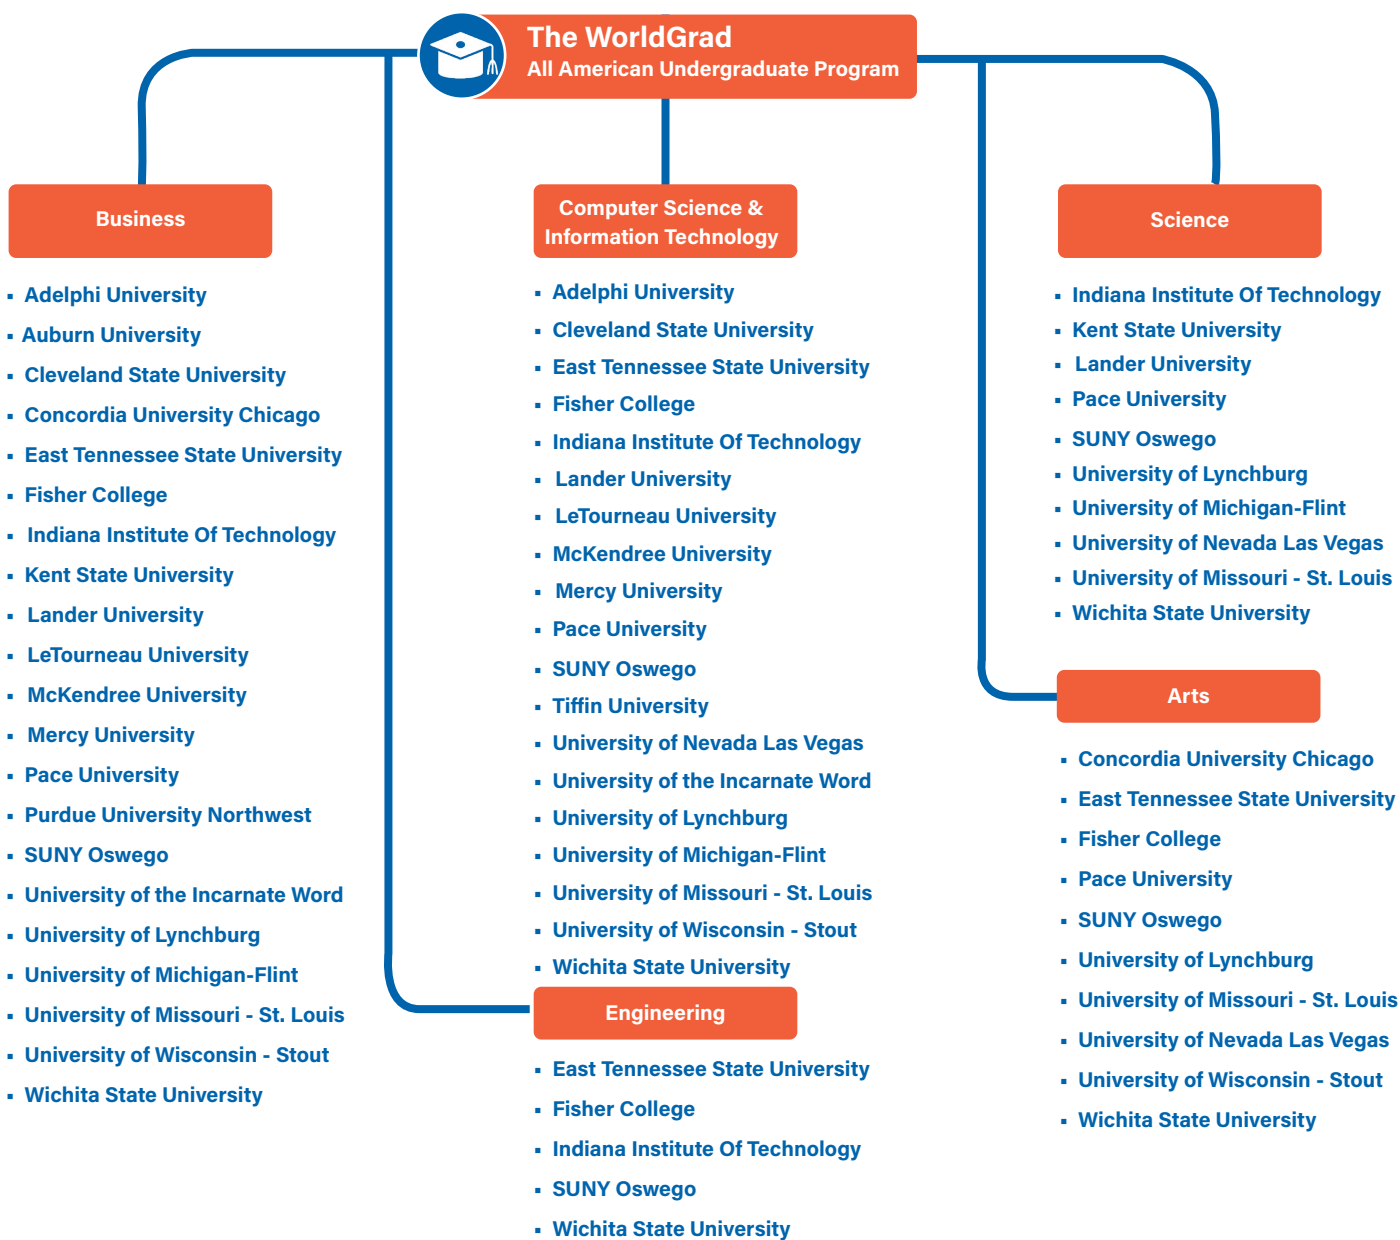 The WorldGrad
All American Undergraduate Program
Business
▪ Adelphi University
▪ Auburn University
▪ Cleveland State University
▪ Concordia University Chicago
▪ East Tennessee State University
▪ Fisher College
▪ Indiana Institute Of Technology
▪ Kent State University
▪ Lander University
▪ LeTourneau University
▪ McKendree University
▪ Mercy University
▪ Pace University
▪ Purdue University Northwest
▪ SUNY Oswego
▪ University of the Incarnate Word
▪ University of Lynchburg
▪ University of Michigan-Flint
▪ University of Missouri - St. Louis
▪ University of Wisconsin - Stout
▪ Wichita State University
Computer Science &
Information Technology
▪ Adelphi University
▪ Cleveland State University
▪ East Tennessee State University
▪ Fisher College
▪ Indiana Institute Of Technology
▪ Lander University
▪ LeTourneau University
▪ McKendree University
▪ Mercy University
▪ Pace University
▪ SUNY Oswego
▪ Tiffin University
▪ University of Nevada Las Vegas
▪ University of the Incarnate Word
▪ University of Lynchburg
▪ University of Michigan-Flint
▪ University of Missouri - St. Louis
▪ University of Wisconsin - Stout
▪ Wichita State University
Engineering
▪ East Tennessee State University
▪ Fisher College
▪ Indiana Institute Of Technology
▪ SUNY Oswego
▪ Wichita State University
Science
▪ Indiana Institute Of Technology
▪ Kent State University
▪ Lander University
▪ Pace University
▪ SUNY Oswego
▪ University of Lynchburg
▪ University of Michigan-Flint
▪ University of Nevada Las Vegas
▪ University of Missouri - St. Louis
▪ Wichita State University
Arts
▪ Concordia University Chicago
▪ East Tennessee State University
▪ Fisher College
▪ Pace University
▪ SUNY Oswego
▪ University of Lynchburg
▪ University of Missouri - St. Louis
▪ University of Nevada Las Vegas
▪ University of Wisconsin - Stout
▪ Wichita State University